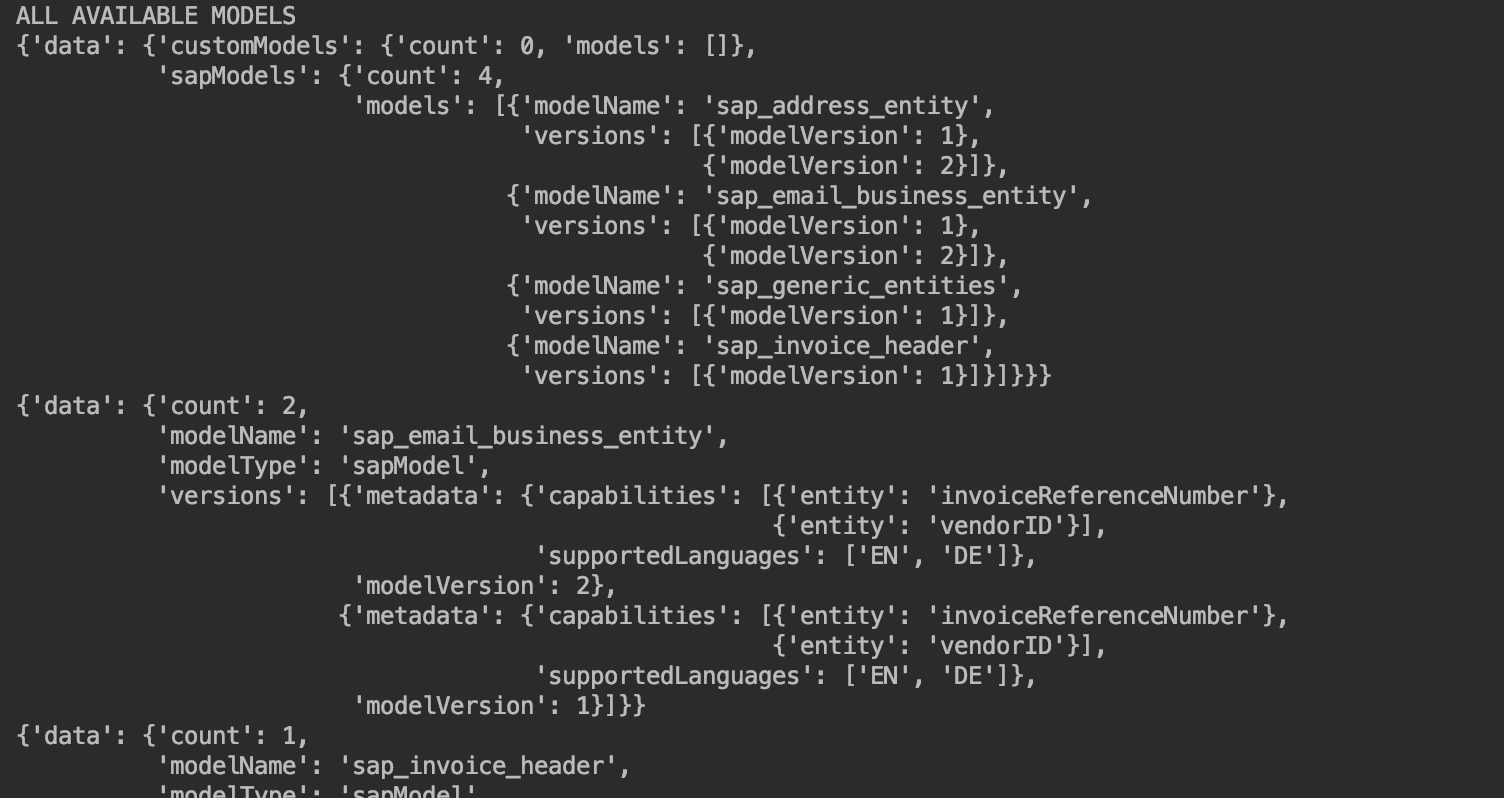 ALL AVAILABLE MODELS
{'data': {'customModels': {'count': 0, 'models': []},
'sapModels': {'count': 4,
'models': [{'modelName': 'sap_address_entity',
'versions': [{'modelVersion': 1},
{'modelVersion': 2}]},
{'modelName': 'sap_email_business_entity',
'versions': [{'modelVersion': 1},
{'modelVersion': 2}]},
{'modelName': 'sap_generic_entities',
'versions': [{'modelVersion': 1}]},
{'modelName': 'sap_invoice_header',
'versions': [{'modelVersion': 1}]}]}}}
{'data': {'count': 2,
'modelName': 'sap_email_business_entity',
'modelType': 'sapModel',
'versions': [{'metadata': {'capabilities': [{'entity': 'invoiceReferenceNumber'},
{'entity': 'vendorID'}],
'supportedLanguages': ['EN', 'DE']},
'modelVersion': 2},
{'metadata': {'capabilities': [{'entity': 'invoiceReferenceNumber'},
{'entity': 'vendorID'}],
'supportedLanguages': ['EN', 'DE']},
'modelVersion': 1}]}}
{'data': {'count': 1,
'modelName': 'sap_invoice_header',
'modelType': 'sapModel'